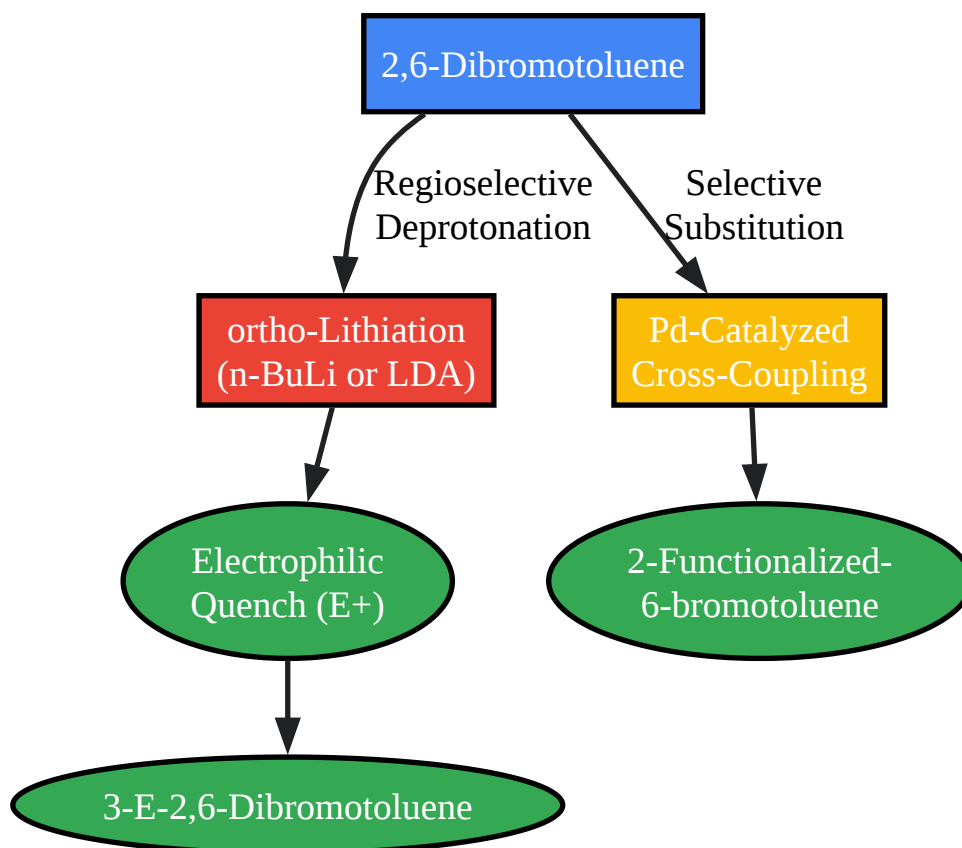 2,6-Dibromotoluene
Regioselective
Deprotonation
Selective
Substitution
ortho-Lithiation
(n-BuLi or LDA)
Pd-Catalyzed
Cross-Coupling
Electrophilic
Quench (E+)
2-Functionalized-
6-bromotoluene
3-E-2,6-Dibromotoluene